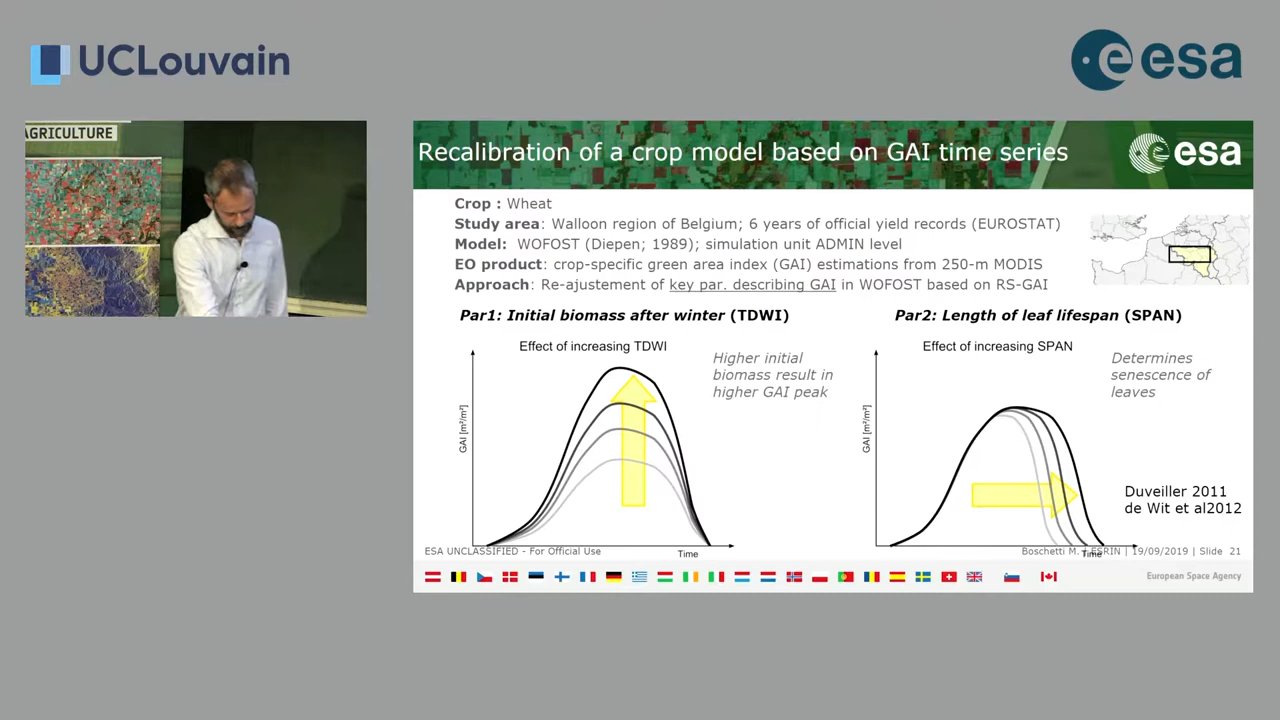 UCLouvain
esa
AGRICULTURE
Recalibration of a crop model based on GAI time series
esa
Crop : Wheat
Study area: Walloon region of Belgium; 6 years of official yield records (EUROSTAT)
Model: WOFOST (Diepen; 1989); simulation unit ADMIN level
EO product: crop-specific green area index (GAI) estimations from 250-m MODIS
Approach: Re-ajustement of key par. describing GAI in WOFOST based on RS-GAI
Par1: Initial biomass after winter (TDWI)
Par2: Length of leaf lifespan (SPAN)
Effect of increasing TDWI
Higher initial
biomass result in
higher GAI peak
GAI [m²/m²]
Time
Effect of increasing SPAN
Determines
senescence of
leaves
GAI [m²/m²]
Time
Duveiller 2011
de Wit et al2012
ESA UNCLASSIFIED - For Official Use
Boschetti M. | ESRIN | 19/09/2019 | Slide 21
European Space Agency